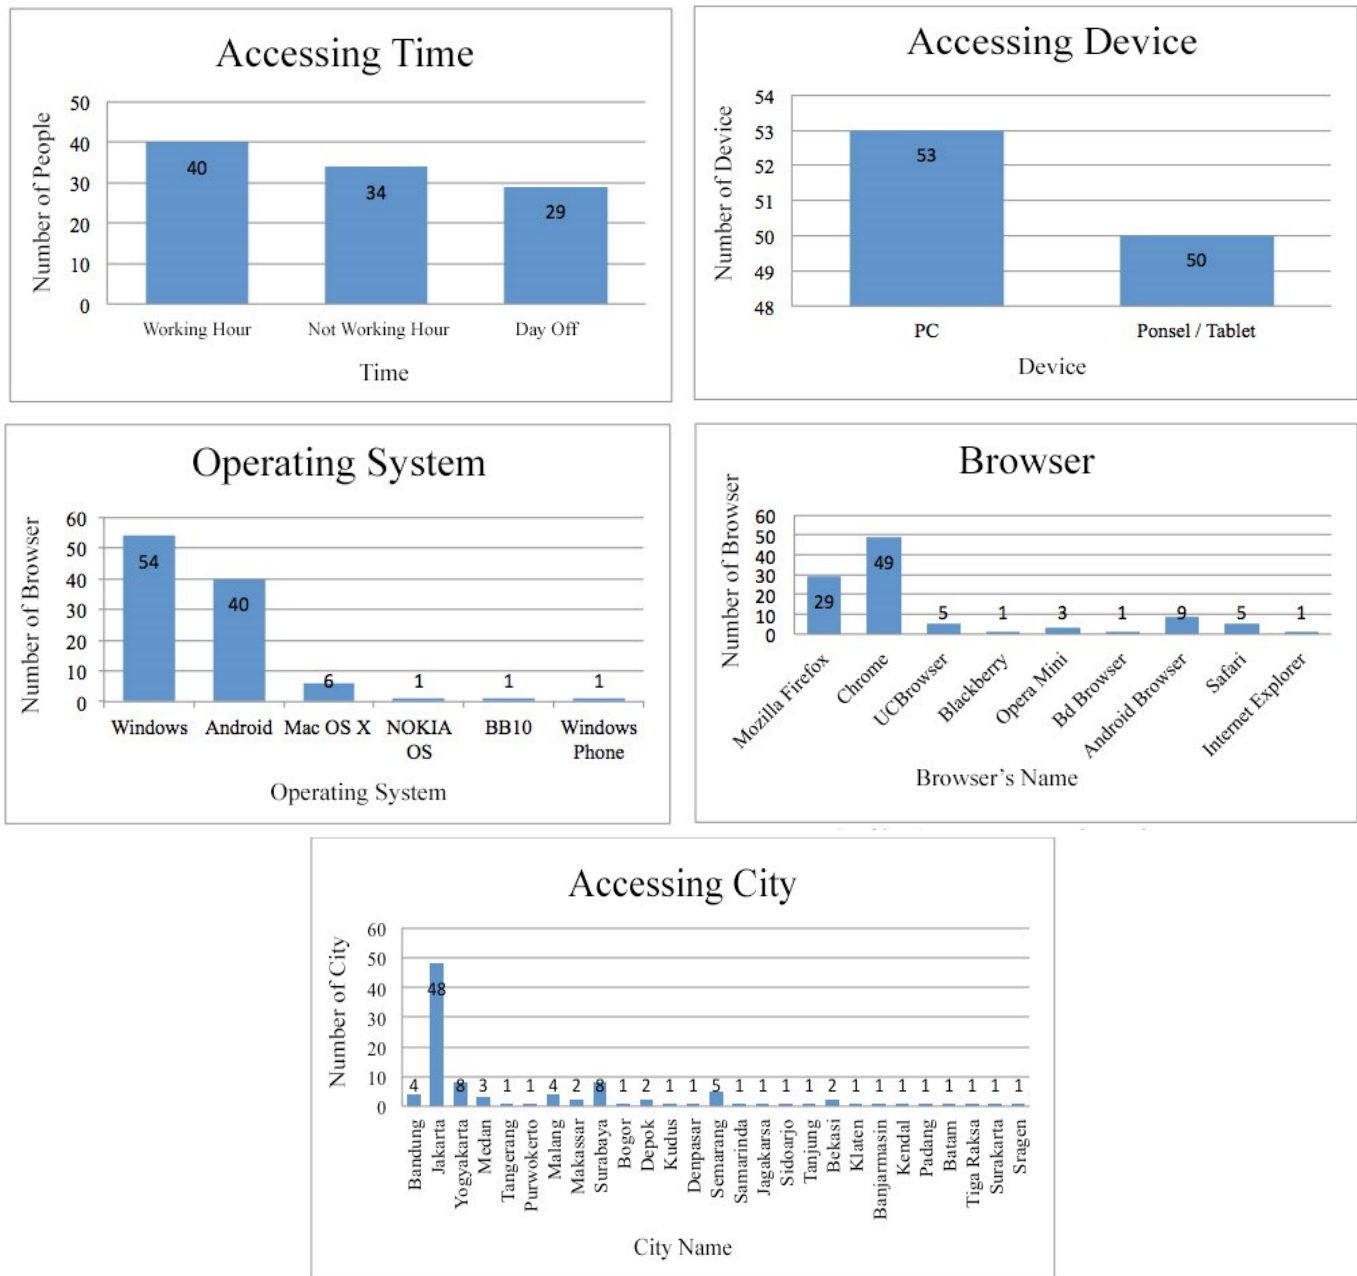 Accessing Time
Number of People
50
40
30
20
10
0
40
34
29
Working Hour Not Working Hour Day Off
Time
Accessing Device
Number of Device
54
53
52
51
50
49
48
53
50
PC Ponsel / Tablet
Device
Operating System
Number of Browser
60
50
40
30
20
10
0
54
40
6
1
1
1
Windows Android Mac OS X NOKIA OS BB10 Windows Phone
Operating System
Browser
Number of Browser
60
50
40
30
20
10
0
29
49
5
1
3
1
9
5
1
Mozilla Firefox
Chrome
UCBrowser
Blackberry
Opera Mini
Bd Browser
Android Browser
Safari
Internet Explorer
Browser's Name
Accessing City
Number of City
60
50
40
30
20
10
0
4 48 8 3 1 1 4 2 8 1 2 1 1 5 1 1 1 1 2 1 1 1 1 1 1 1 1
Bandung
Jakarta
Yogyakarta
Medan
Tangerang
Purwokerto
Malang
Makassar
Surabaya
Bogor
Depok
Kudus
Denpasar
Semarang
Samarinda
Jagakarsa
Sidoarjo
Tanjung
Bekasi
Klaten
Banjarmasin
Kendal
Padang
Batam
Tiga Raksa
Surakarta
Sragen
City Name